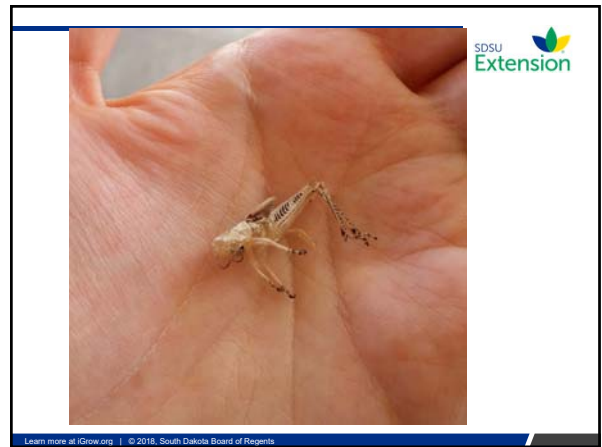 SDSU
Extension
Learn more at iGrow.org | © 2018, South Dakota Board of Regents